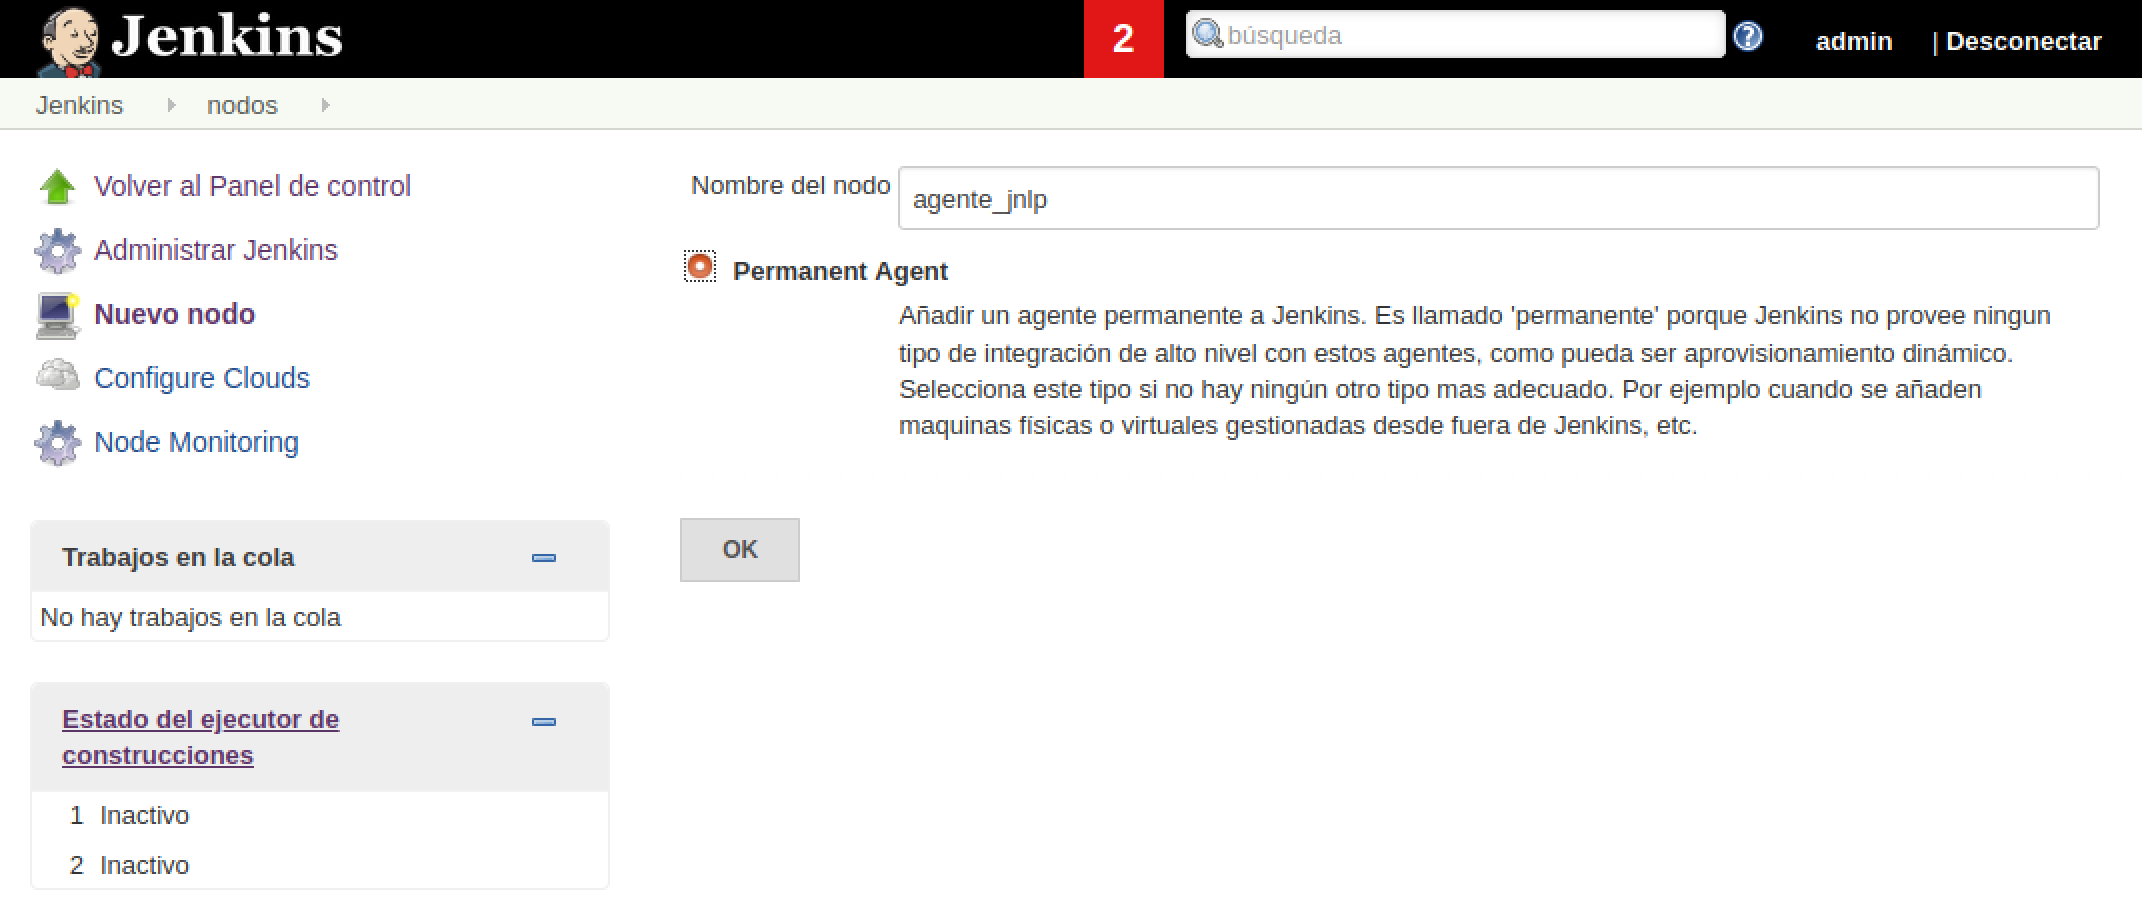 Jenkins
2
búsqueda
admin
| Desconectar
Jenkins
nodos
Volver al Panel de control
Administrar Jenkins
Nuevo nodo
Configure Clouds
Node Monitoring
Trabajos en la cola
No hay trabajos en la cola
Estado del ejecutor de
construcciones
1 Inactivo
2 Inactivo
Nombre del nodo
agente_jnlp
Permanent Agent
Añadir un agente permanente a Jenkins. Es llamado 'permanente' porque Jenkins no provee ningun
tipo de integración de alto nivel con estos agentes, como pueda ser aprovisionamiento dinámico.
Selecciona este tipo si no hay ningún otro tipo mas adecuado. Por ejemplo cuando se añaden
maquinas físicas o virtuales gestionadas desde fuera de Jenkins, etc.
OK